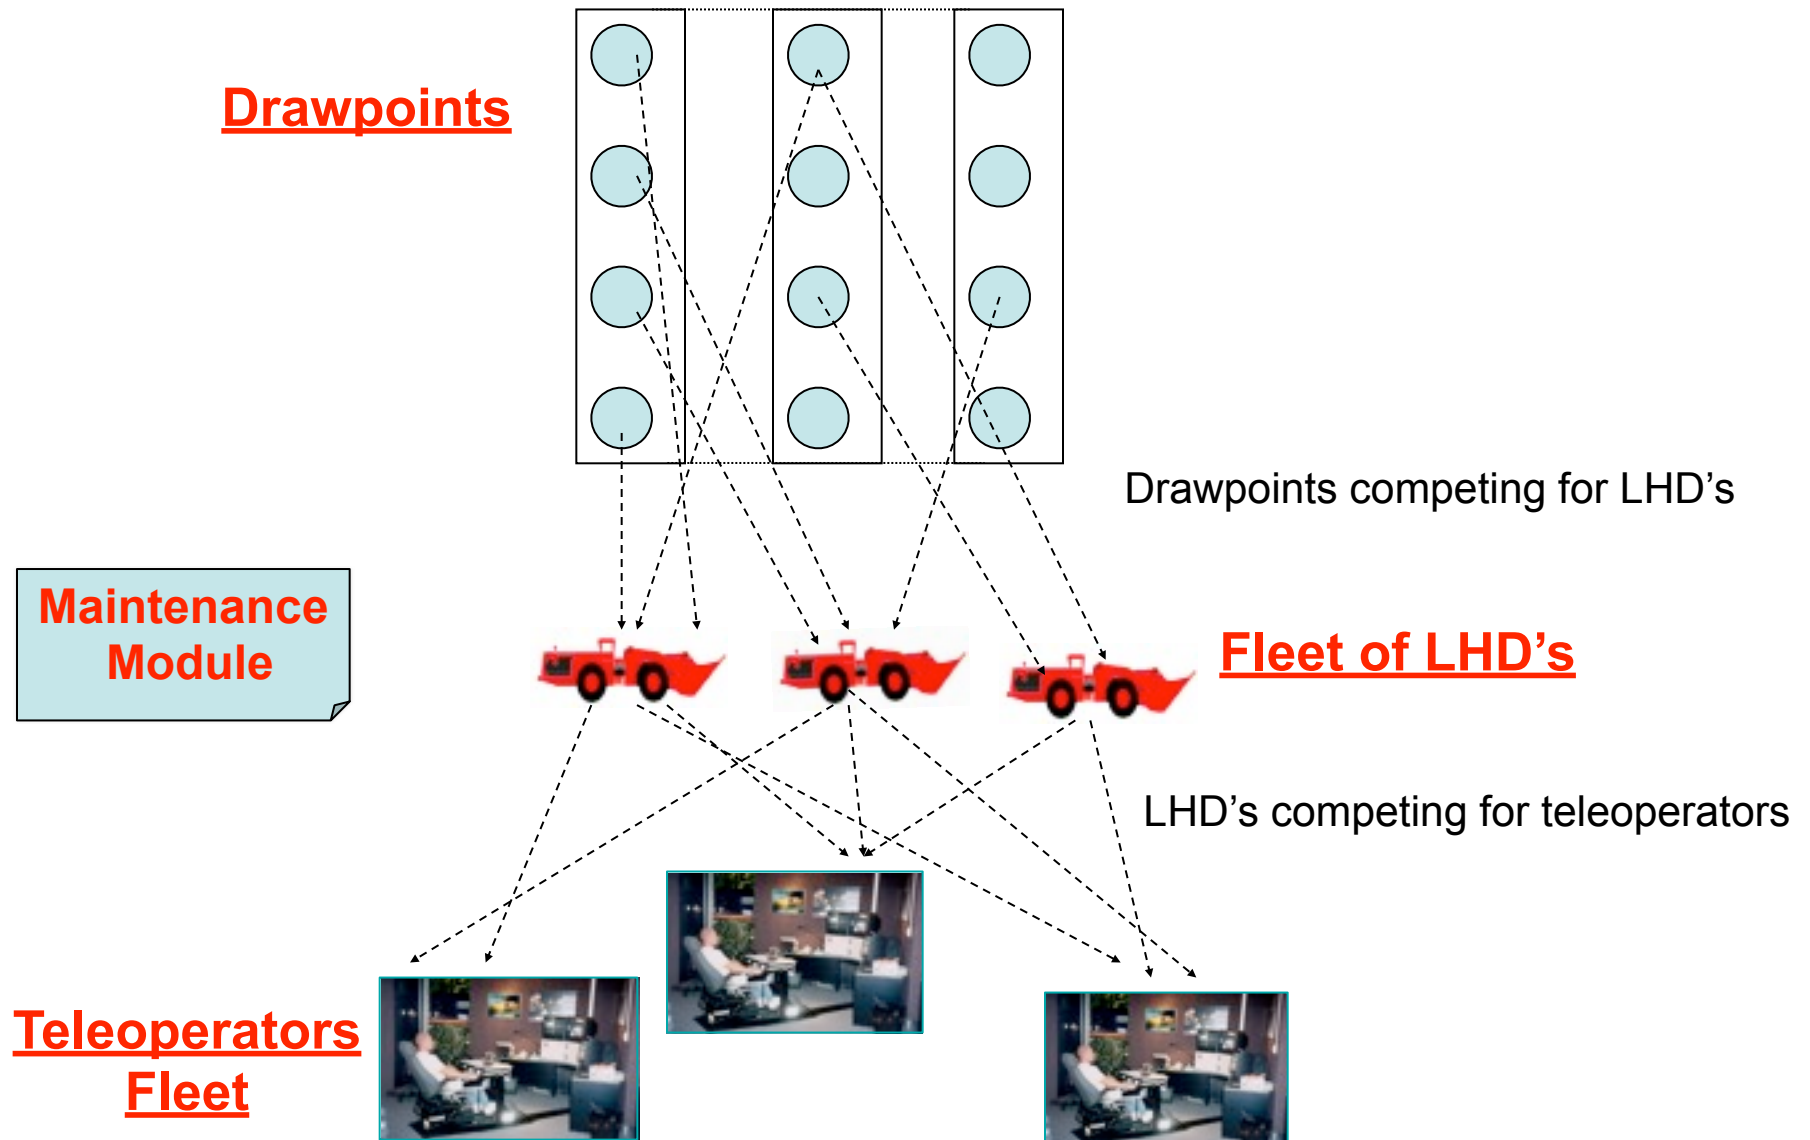 Drawpoints
Drawpoints competing for LHD’s
Maintenance
Module
Fleet of LHD’s
LHD’s competing for teleoperators
Teleoperators
Fleet